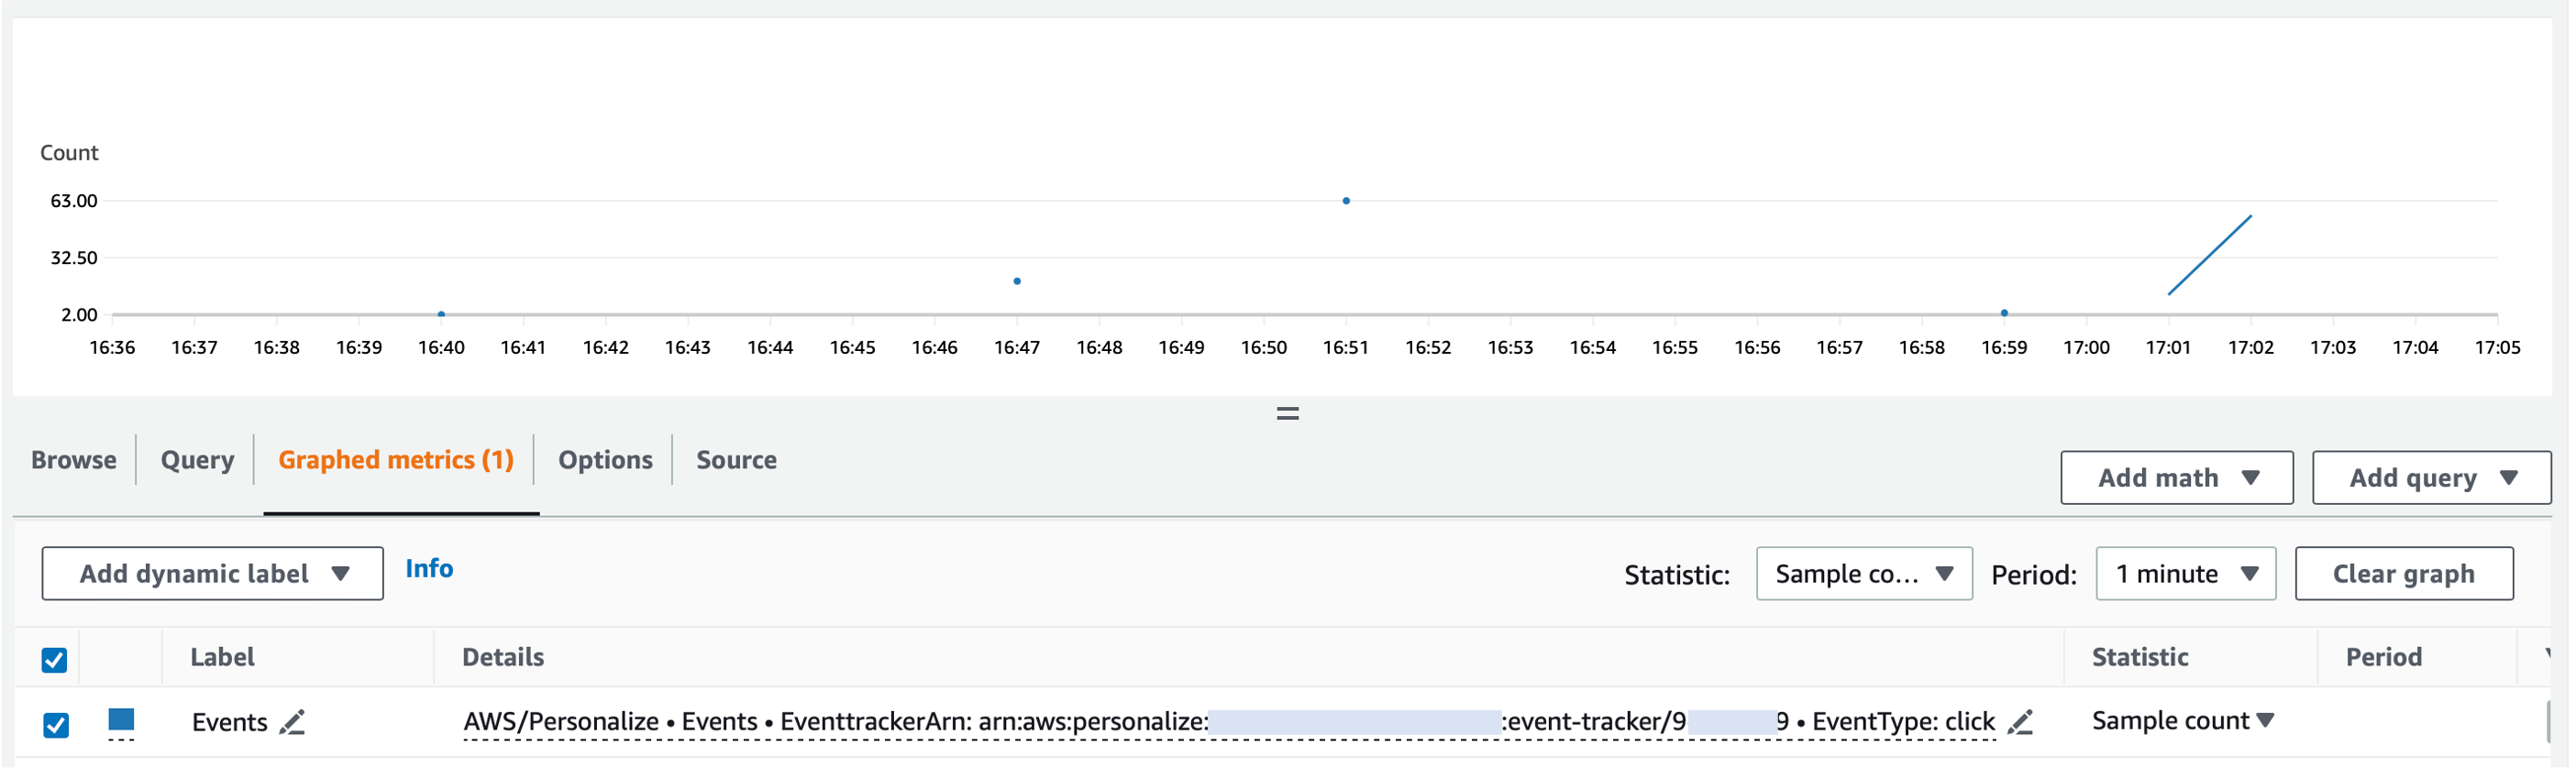 Count
63.00
32.50
2.00
16:36 16:37 16:38 16:39 16:40 16:41 16:42 16:43 16:44 16:45 16:46 16:47 16:48 16:49 16:50 16:51 16:52 16:53 16:54 16:55 16:56 16:57 16:58 16:59 17:00 17:01 17:02 17:03 17:04 17:05
Browse Query Graphed metrics (1) Options Source Add math Add query
Add dynamic label Info Statistic: Sample co... Period: 1 minute Clear graph
Label Details Statistic Period
Events AWS/Personalize • Events • EventtrackerArn: arn:aws:personalize: :event-tracker/9 9 • EventType: click Sample count